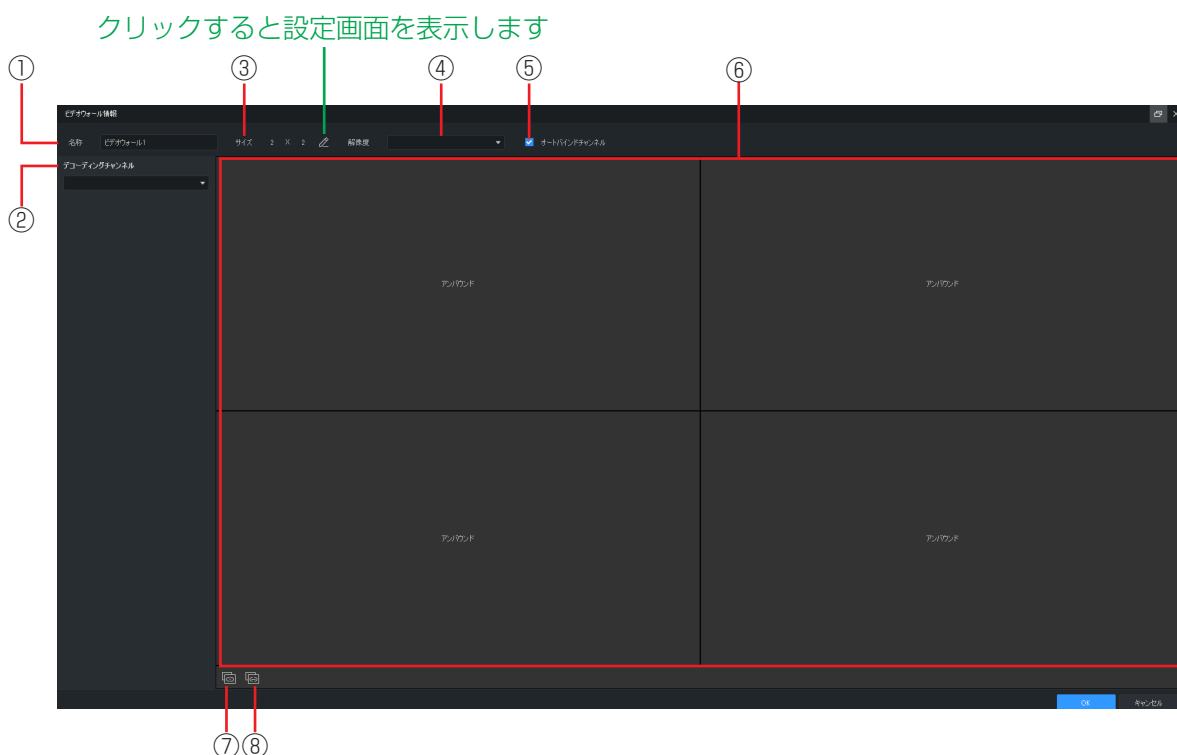 クリックすると設定画面を表示します
① ③ ④ ⑤ ⑥
ビデオウォール情報
名称 ビデオウォール1 サイズ 2 X 2 解像度 オートバインドチャンネル
デコーディングチャンネル
②
アンバウンド アンバウンド
アンバウンド アンバウンド
OK キャンセル
⑦⑧